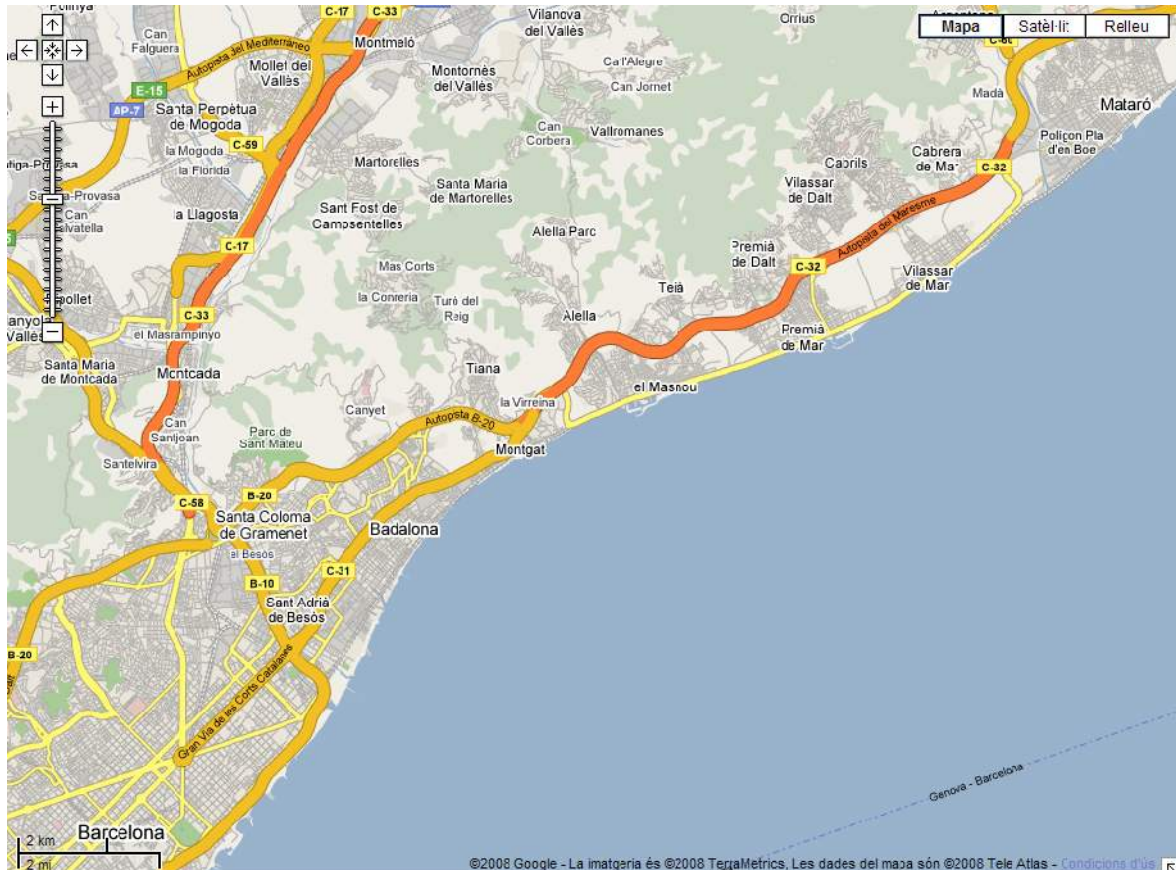 C-17
C-33
Vilanova
del Vallès
Orrius
Mapa
Satèl·lit
Relleu
Can
Falguera
Autopista del Mediterraneo
Montmeló
Mollet del
Vallès
E-15
AP-7
Montornès
del Vallès
Ca l'Alegre
Can Jornet
C-60
Madà
Mataró
Santa Perpètua
de Mogoda
la Mogoda
la Florida
C-59
Can
Corbera
Vallromanes
Polígon Pla
d'en Boe
Martorelles
Cabrils
Cabrera
de Mar
C-32
Santa Maria
de Martorelles
Vilassar
de Dalt
la Llagosta
Sant Fost de
Campsentelles
Alella Parc
Autopista del Maresme
C-17
Premià
de Dalt
Mas Corts
C-32
Vilassar
de Mar
la Conreria
Turó del
Reig
Teià
Alella
C-33
el Masrampinyo
Premià
de Mar
Santa Maria
de Montcada
Montcada
Tiana
el Masnou
la Virreina
Canyet
Autopista B-20
Can
Santjoan
Parc de
Sant Mateu
Montgat
Santelvira
B-20
C-58
Santa Coloma
de Gramenet
Badalona
el Besòs
C-31
B-10
Sant Adrià
de Besòs
B-20
Gran Via de les Corts Catalanes
Genova - Barcelona
Barcelona
2 km
2 mi
©2008 Google - La imatgeria és ©2008 TerraMetrics, Les dades del mapa són ©2008 Tele Atlas - Condicions d'ús